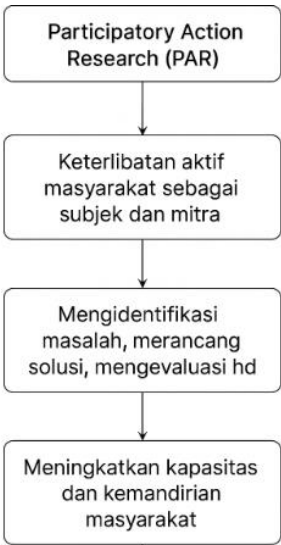 Participatory Action
Research (PAR)
Keterlibatan aktif
masyarakat sebagai
subjek dan mitra
Mengidentifikasi
masalah, merancang
solusi, mengevaluasi hd
Meningkatkan kapasitas
dan kemandirian
masyarakat